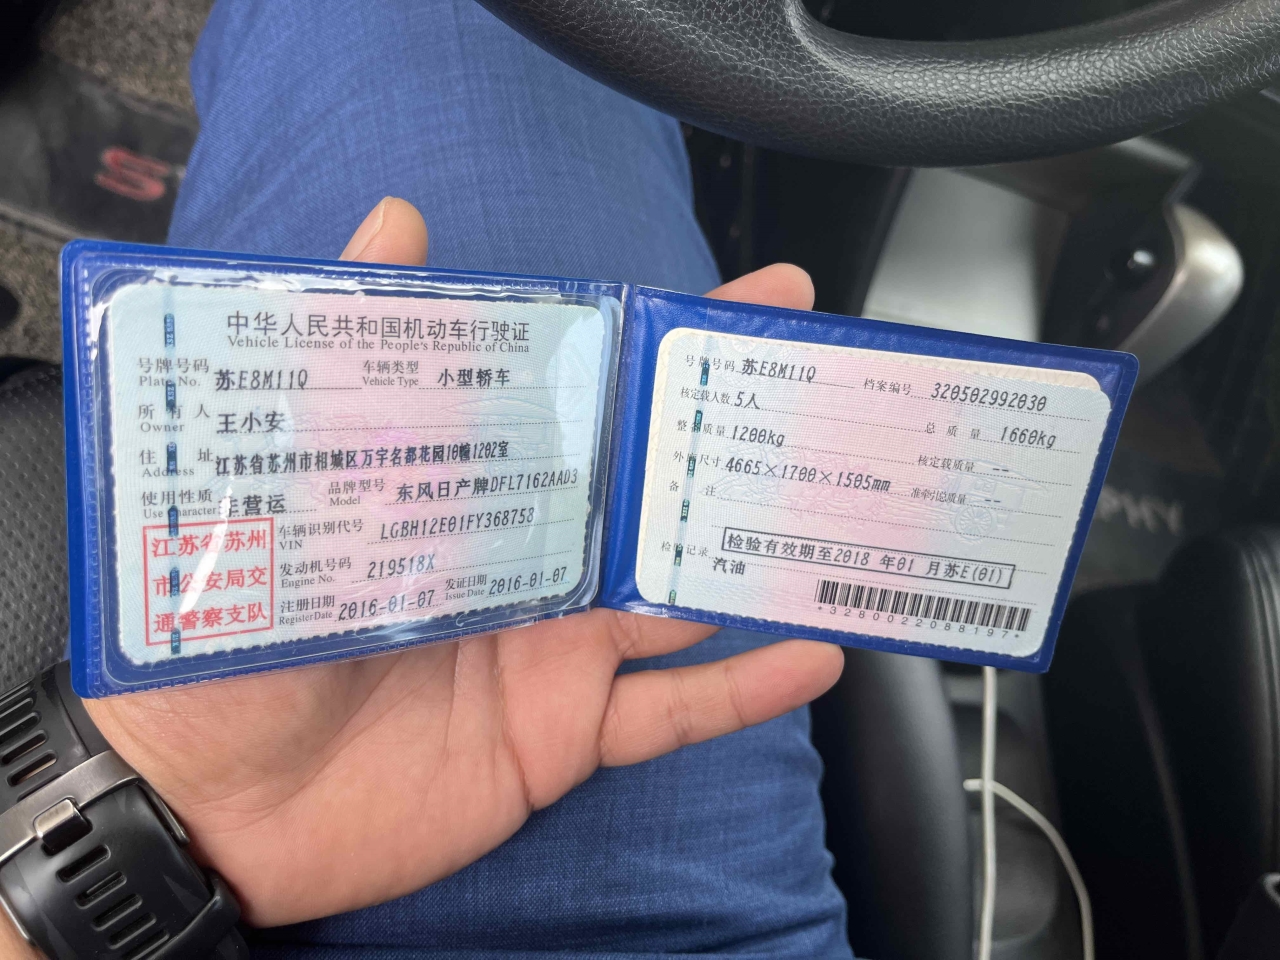 中华人民共和国机动车行驶证
Vehicle License of the People's Republic of China
号牌号码 苏E8M11Q 车辆类型 小型轿车
Plate No. Vehicle Type
所有人 王小安
Owner
住址 江苏省苏州市相城区万宇名都花园10幢1202室
Address
使用性质 非营运 品牌型号 东风日产牌DFL7162AAD3
Use Character Model
江苏省苏州
市公安局交
通警察支队
车辆识别代号 LGBH12E01FY368758
VIN
发动机号码 219518X
Engine No.
注册日期 2016-01-07 发证日期 2016-01-07
Register Date Issue Date
号牌号码 苏E8M11Q 档案编号 320502992030
核定载人数 5人 总质量 1660kg
整备质量 1200kg 核定载质量 --
外廓尺寸 4665×1700×1505mm 准牵引总质量 --
备注
检验有效期至2018 年01 月苏E(01)
检验记录
汽油
*3280022088197*
S